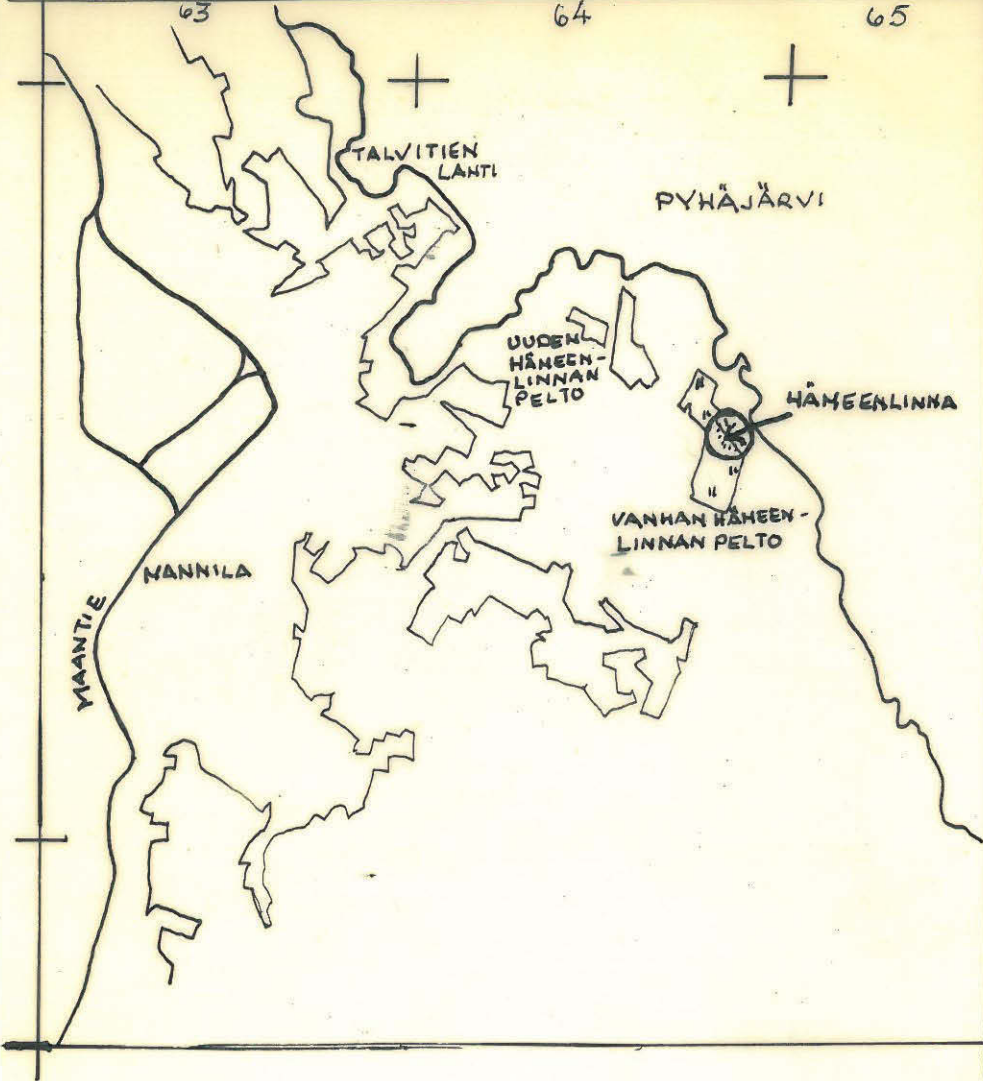 63
64
65
TALVITIEN
LAHTI
PYHÄJÄRVI
UUDEN
HÄMEEN-
LINNAN
PELTO
HÄMEENLINNA
VANHAN HÄMEEN-
LINNAN PELTO
NANNILA
MAANTIE